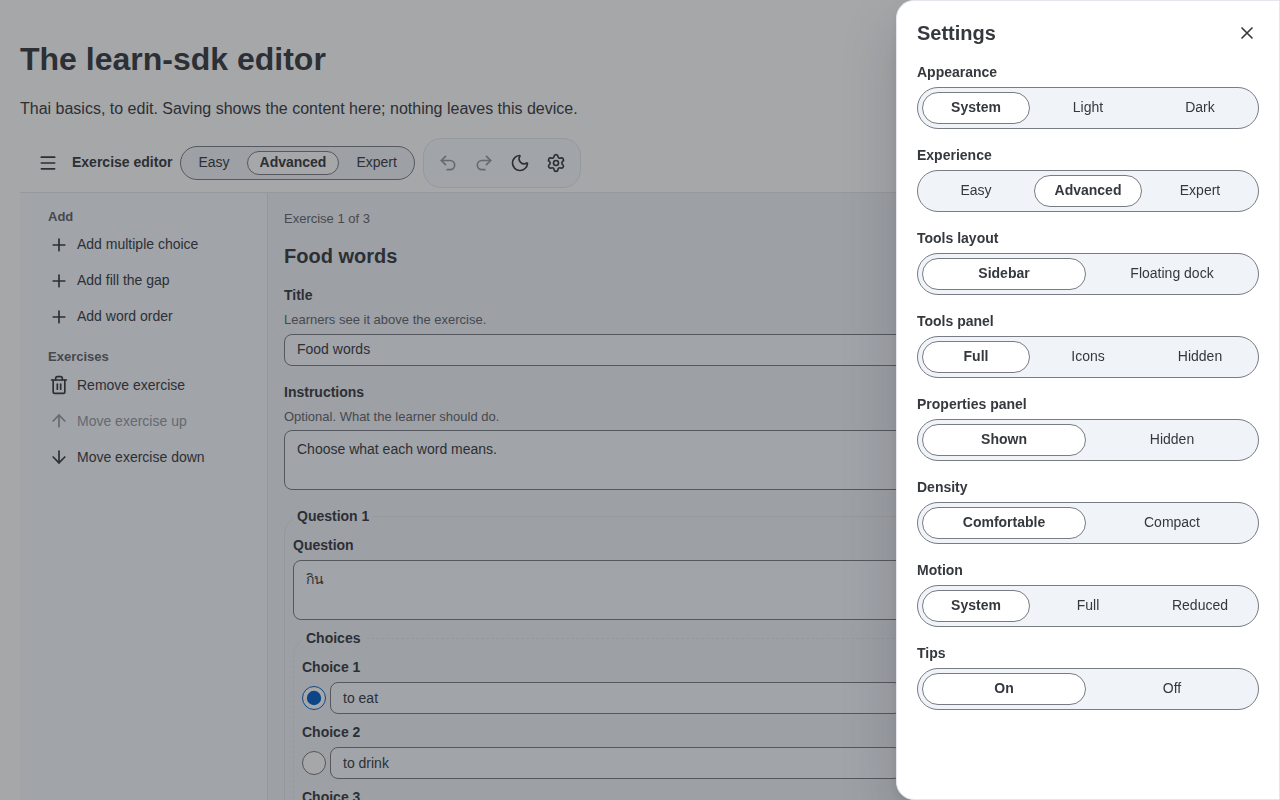 The learn-sdk editor
Thai basics, to edit. Saving shows the content here; nothing leaves this device.
Exercise editor Easy Advanced Expert
Add
Add multiple choice
Add fill the gap
Add word order
Exercises
Remove exercise
Move exercise up
Move exercise down
Exercise 1 of 3
Food words
Title
Learners see it above the exercise.
Food words
Instructions
Optional. What the learner should do.
Choose what each word means.
Question 1
Question
กิน
Choices
Choice 1
to eat
Choice 2
to drink
Choice 3
Settings
Appearance
System Light Dark
Experience
Easy Advanced Expert
Tools layout
Sidebar Floating dock
Tools panel
Full Icons Hidden
Properties panel
Shown Hidden
Density
Comfortable Compact
Motion
System Full Reduced
Tips
On Off